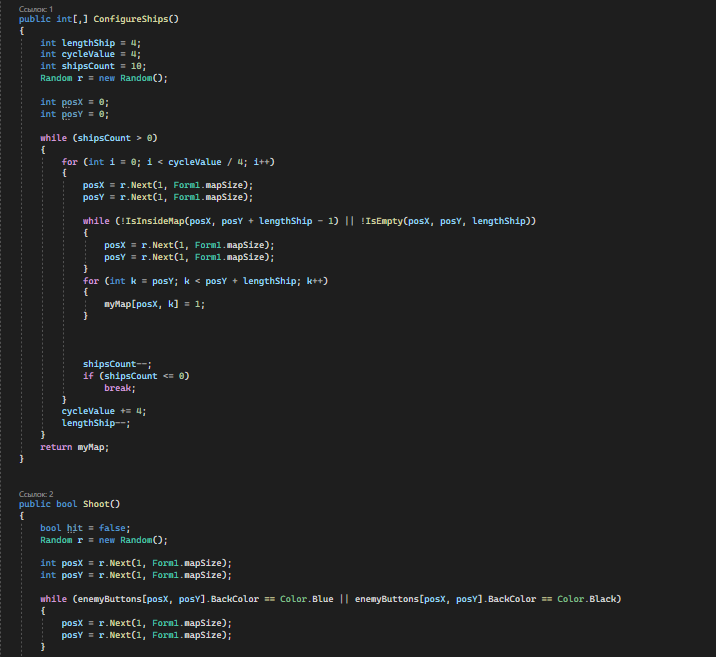 Ссылок: 1
public int[,] ConfigureShips()
{
int lengthShip = 4;
int cycleValue = 4;
int shipsCount = 10;
Random r = new Random();
int posX = 0;
int posY = 0;
while (shipsCount > 0)
{
for (int i = 0; i < cycleValue / 4; i++)
{
posX = r.Next(1, Form1.mapSize);
posY = r.Next(1, Form1.mapSize);
while (!IsInsideMap(posX, posY + lengthShip - 1) || !IsEmpty(posX, posY, lengthShip))
{
posX = r.Next(1, Form1.mapSize);
posY = r.Next(1, Form1.mapSize);
}
for (int k = posY; k < posY + lengthShip; k++)
{
myMap[posX, k] = 1;
}
shipsCount--;
if (shipsCount <= 0)
break;
}
cycleValue += 4;
lengthShip--;
}
return myMap;
}
Ссылок: 2
public bool Shoot()
{
bool hit = false;
Random r = new Random();
int posX = r.Next(1, Form1.mapSize);
int posY = r.Next(1, Form1.mapSize);
while (enemyButtons[posX, posY].BackColor == Color.Blue || enemyButtons[posX, posY].BackColor == Color.Black)
{
posX = r.Next(1, Form1.mapSize);
posY = r.Next(1, Form1.mapSize);
}